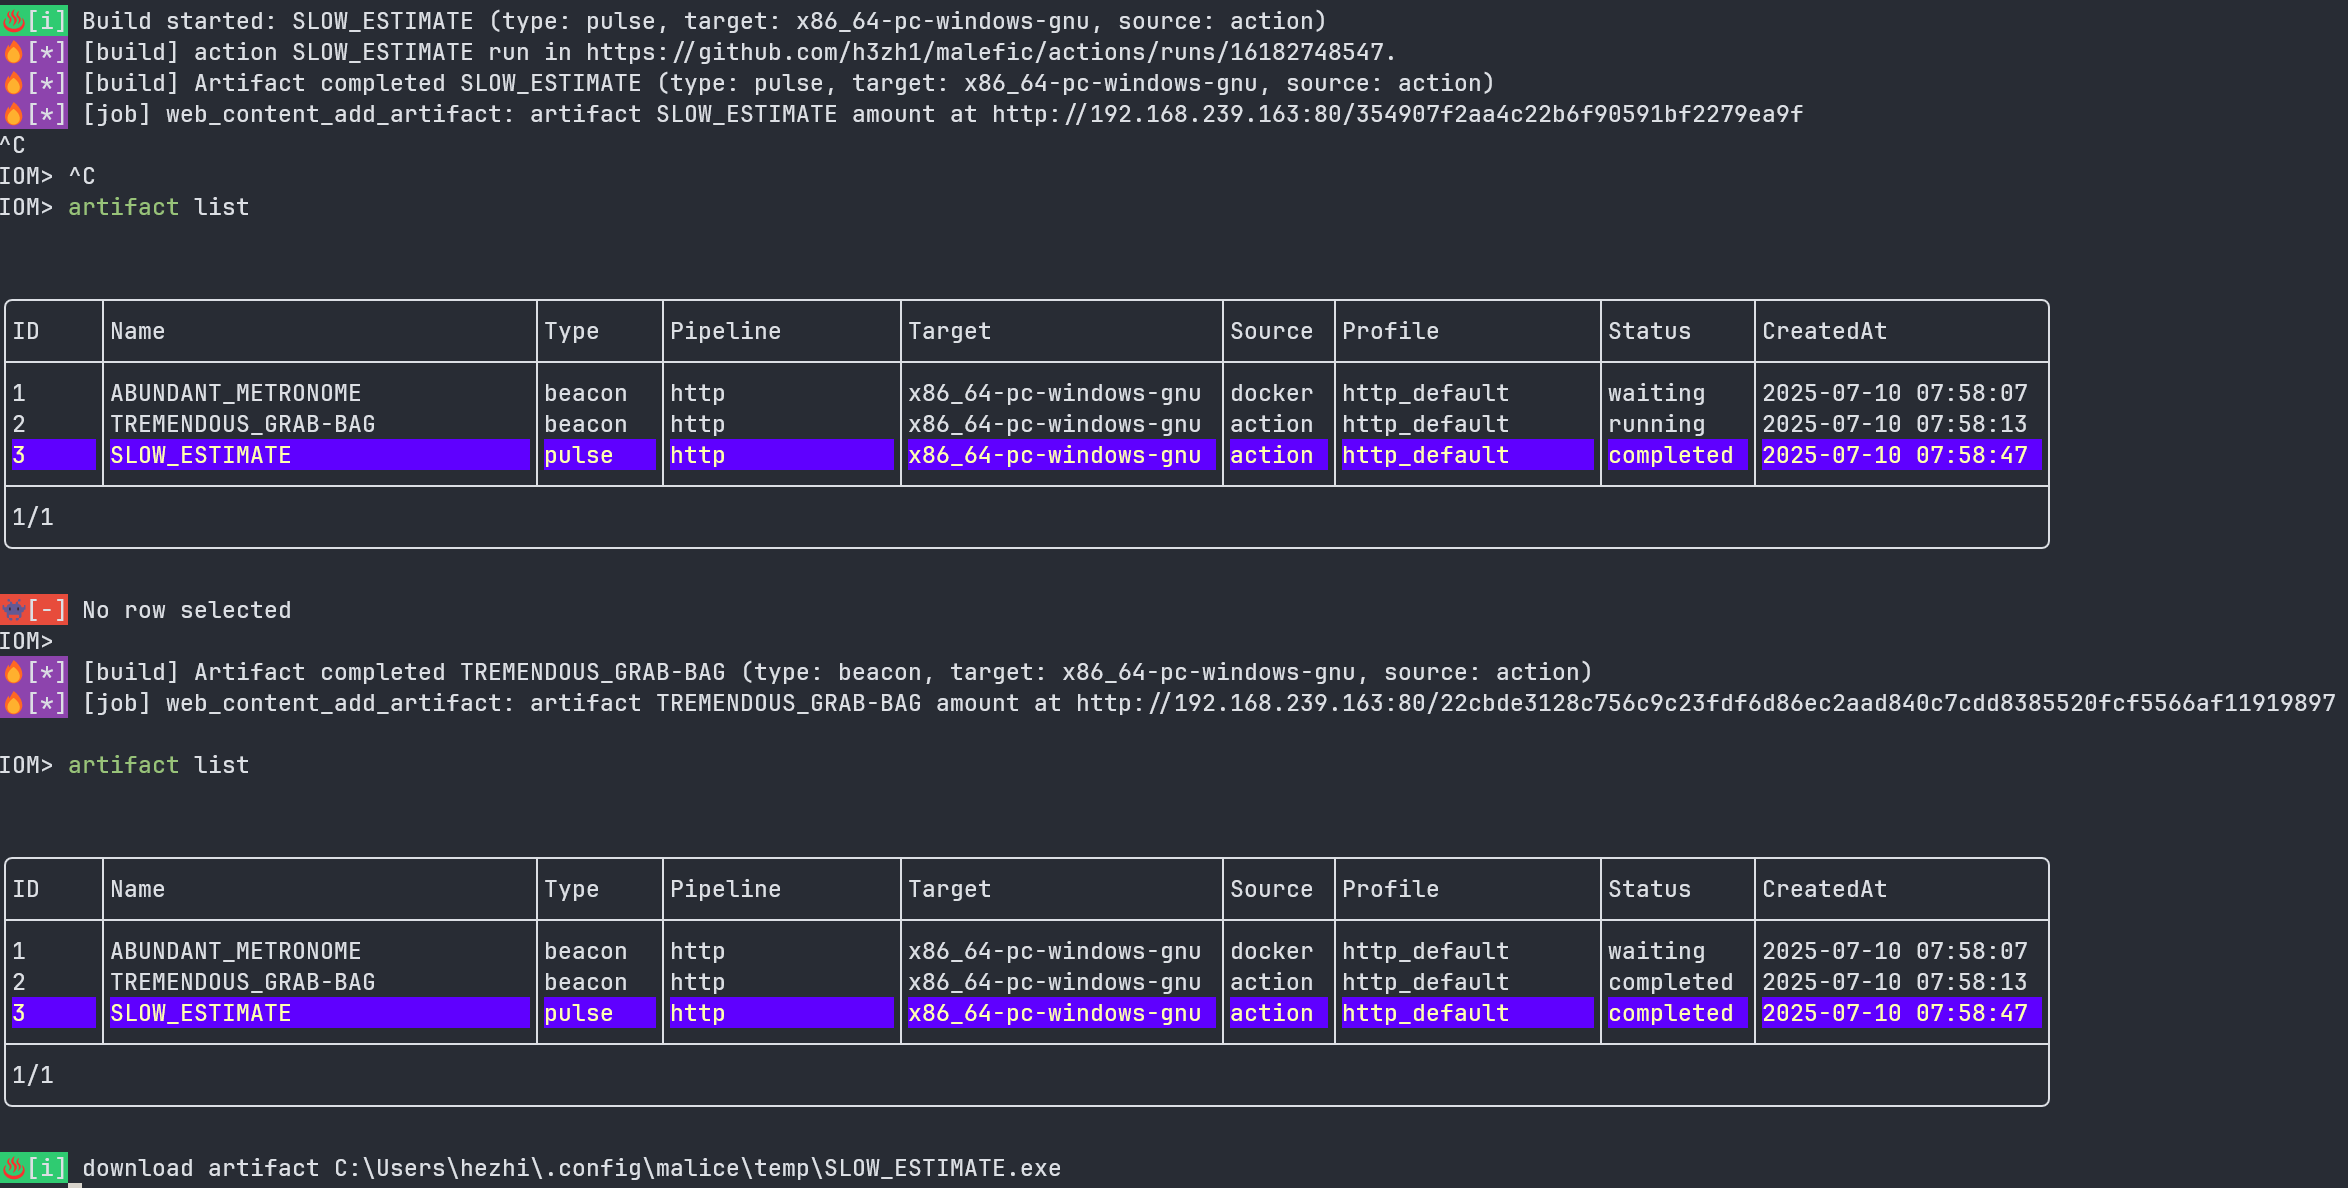 [i] Build started: SLOW_ESTIMATE (type: pulse, target: x86_64-pc-windows-gnu, source: action)
[*] [build] action SLOW_ESTIMATE run in https://github.com/h3zh1/malefic/actions/runs/16182748547.
[*] [build] Artifact completed SLOW_ESTIMATE (type: pulse, target: x86_64-pc-windows-gnu, source: action)
[*] [job] web_content_add_artifact: artifact SLOW_ESTIMATE amount at http://192.168.239.163:80/354907f2aa4c22b6f90591bf2279ea9f
^C
IOM> ^C
IOM> artifact list
ID Name Type Pipeline Target Source Profile Status CreatedAt
1 ABUNDANT_METRONOME beacon http x86_64-pc-windows-gnu docker http_default waiting 2025-07-10 07:58:07
2 TREMENDOUS_GRAB-BAG beacon http x86_64-pc-windows-gnu action http_default running 2025-07-10 07:58:13
3 SLOW_ESTIMATE pulse http x86_64-pc-windows-gnu action http_default completed 2025-07-10 07:58:47
1/1
[-] No row selected
IOM>
[*] [build] Artifact completed TREMENDOUS_GRAB-BAG (type: beacon, target: x86_64-pc-windows-gnu, source: action)
[*] [job] web_content_add_artifact: artifact TREMENDOUS_GRAB-BAG amount at http://192.168.239.163:80/22cbde3128c756c9c23fdf6d86ec2aad840c7cdd8385520fcf5566af11919897
IOM> artifact list
ID Name Type Pipeline Target Source Profile Status CreatedAt
1 ABUNDANT_METRONOME beacon http x86_64-pc-windows-gnu docker http_default waiting 2025-07-10 07:58:07
2 TREMENDOUS_GRAB-BAG beacon http x86_64-pc-windows-gnu action http_default completed 2025-07-10 07:58:13
3 SLOW_ESTIMATE pulse http x86_64-pc-windows-gnu action http_default completed 2025-07-10 07:58:47
1/1
[i] download artifact C:\Users\hezhi\.config\malice\temp\SLOW_ESTIMATE.exe